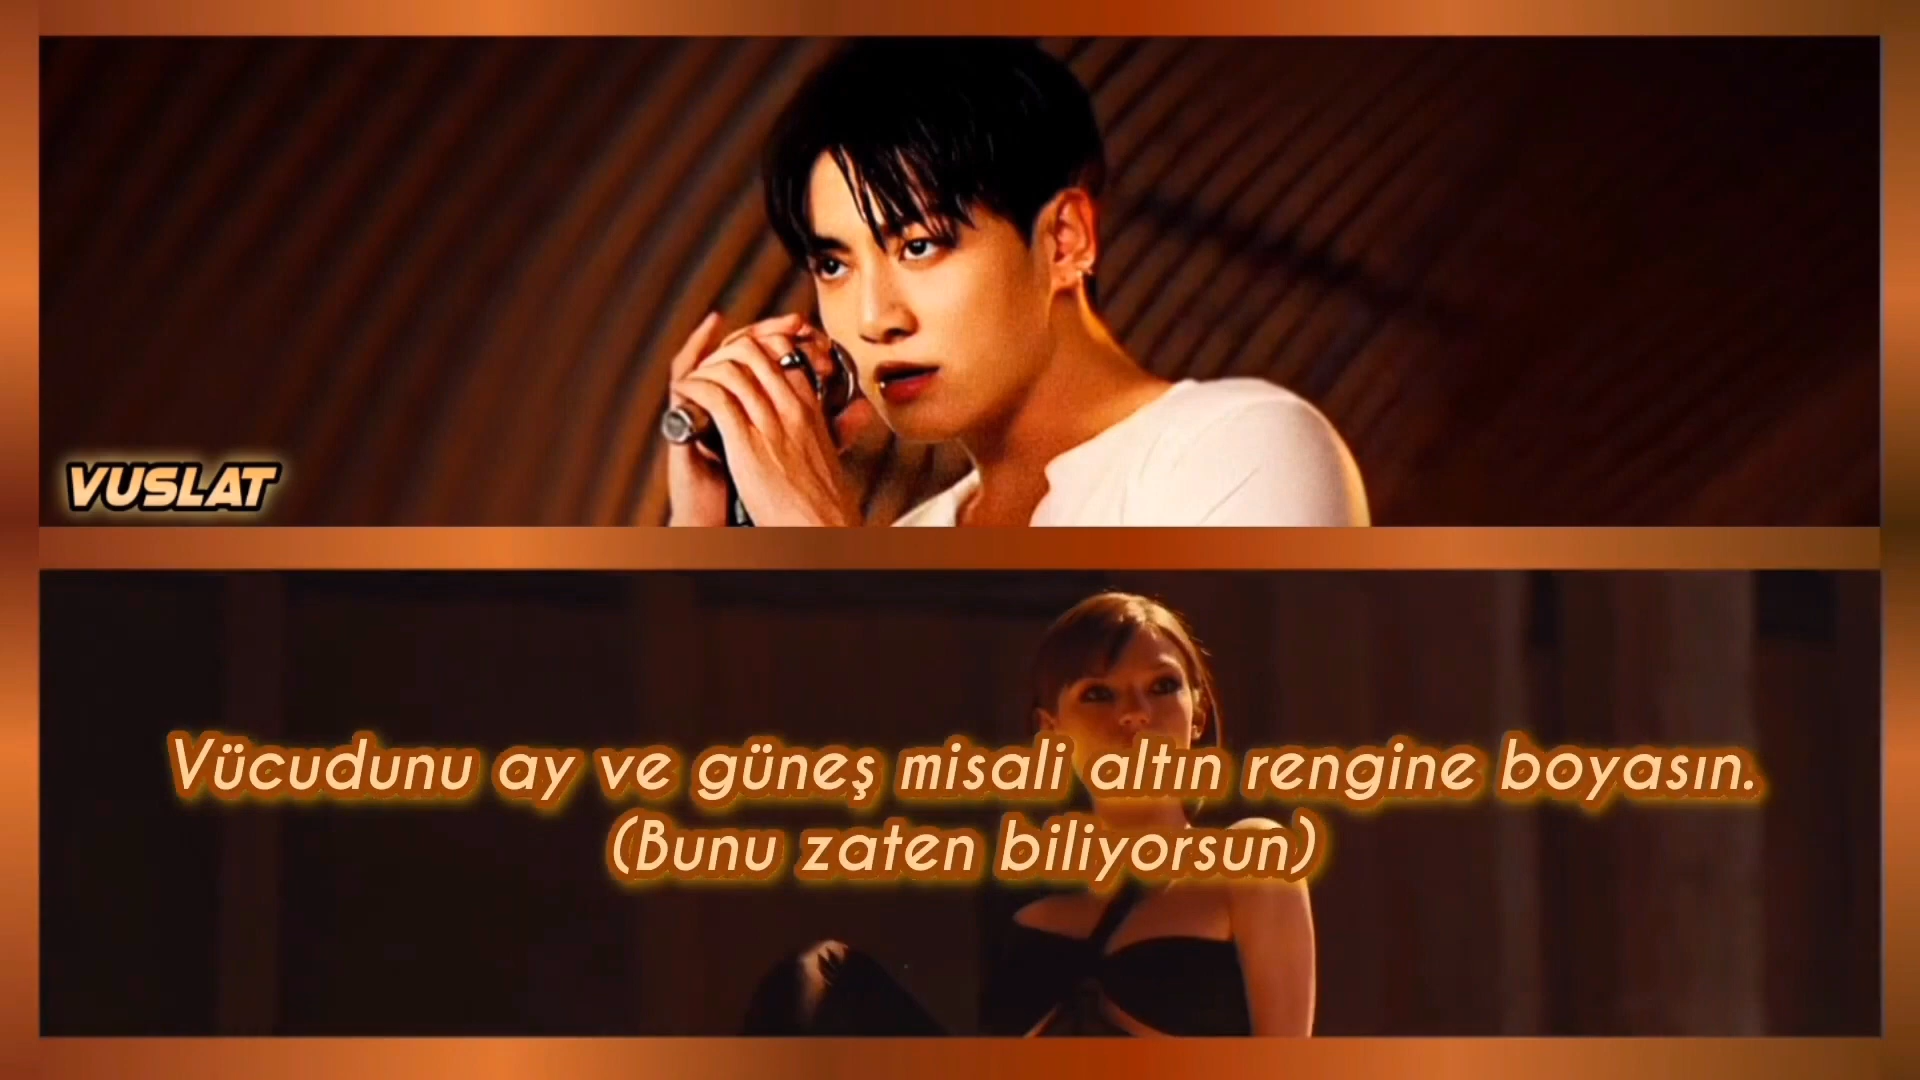 VUSLAT
Vücudunu ay ve güneş misali altın rengine boyasın.
(Bunu zaten biliyorsun)